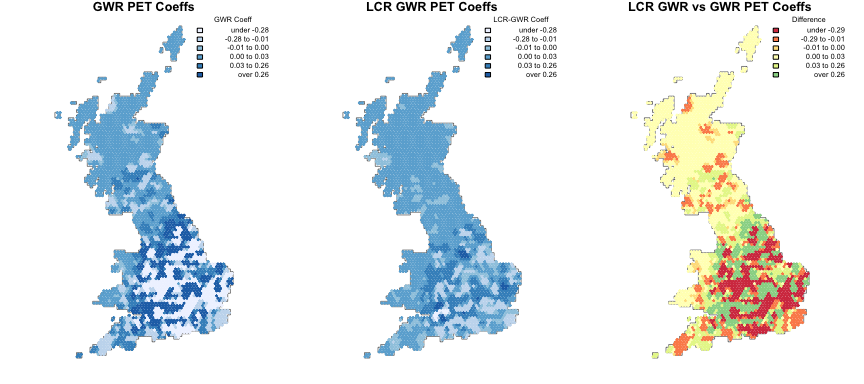 GWR PET Coeffs
GWR Coeff
under -0.28
-0.28 to -0.01
-0.01 to 0.00
0.00 to 0.03
0.03 to 0.26
over 0.26
LCR GWR PET Coeffs
LCR-GWR Coeff
under -0.28
-0.28 to -0.01
-0.01 to 0.00
0.00 to 0.03
0.03 to 0.26
over 0.26
LCR GWR vs GWR PET Coeffs
Difference
under -0.29
-0.29 to -0.01
-0.01 to 0.00
0.00 to 0.03
0.03 to 0.26
over 0.26